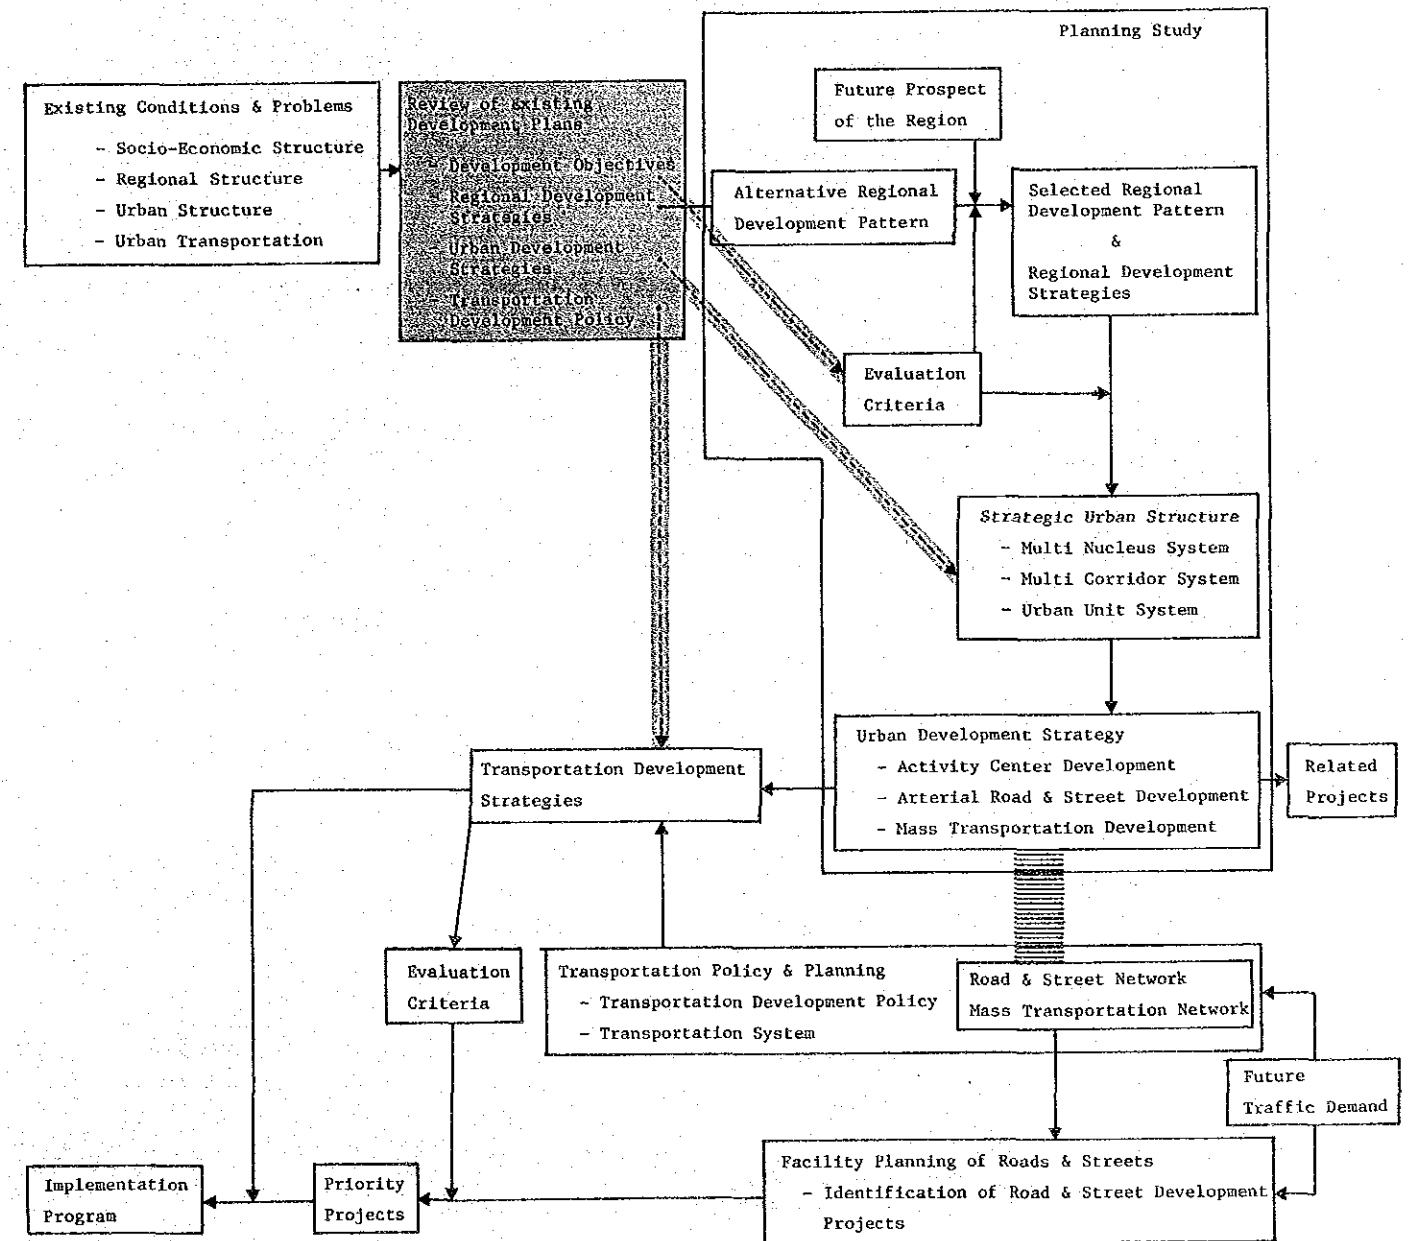 Planning Study
Existing Conditions & Problems
- Socio-Economic Structure
- Regional Structure
- Urban Structure
- Urban Transportation
Review of Existing
Development Plans
- Development Objectives
- Regional Development
Strategies
- Urban Development
Strategies
- Transportation
Development Policy
Future Prospect
of the Region
Alternative Regional
Development Pattern
Selected Regional
Development Pattern
&
Regional Development
Strategies
Evaluation
Criteria
Strategic Urban Structure
- Multi Nucleus System
- Multi Corridor System
- Urban Unit System
Urban Development Strategy
- Activity Center Development
- Arterial Road & Street Development
- Mass Transportation Development
Related
Projects
Transportation Development
Strategies
Evaluation
Criteria
Transportation Policy & Planning
- Transportation Development Policy
- Transportation System
Road & Street Network
Mass Transportation Network
Future
Traffic Demand
Facility Planning of Roads & Streets
- Identification of Road & Street Development
Projects
Priority
Projects
Implementation
Program